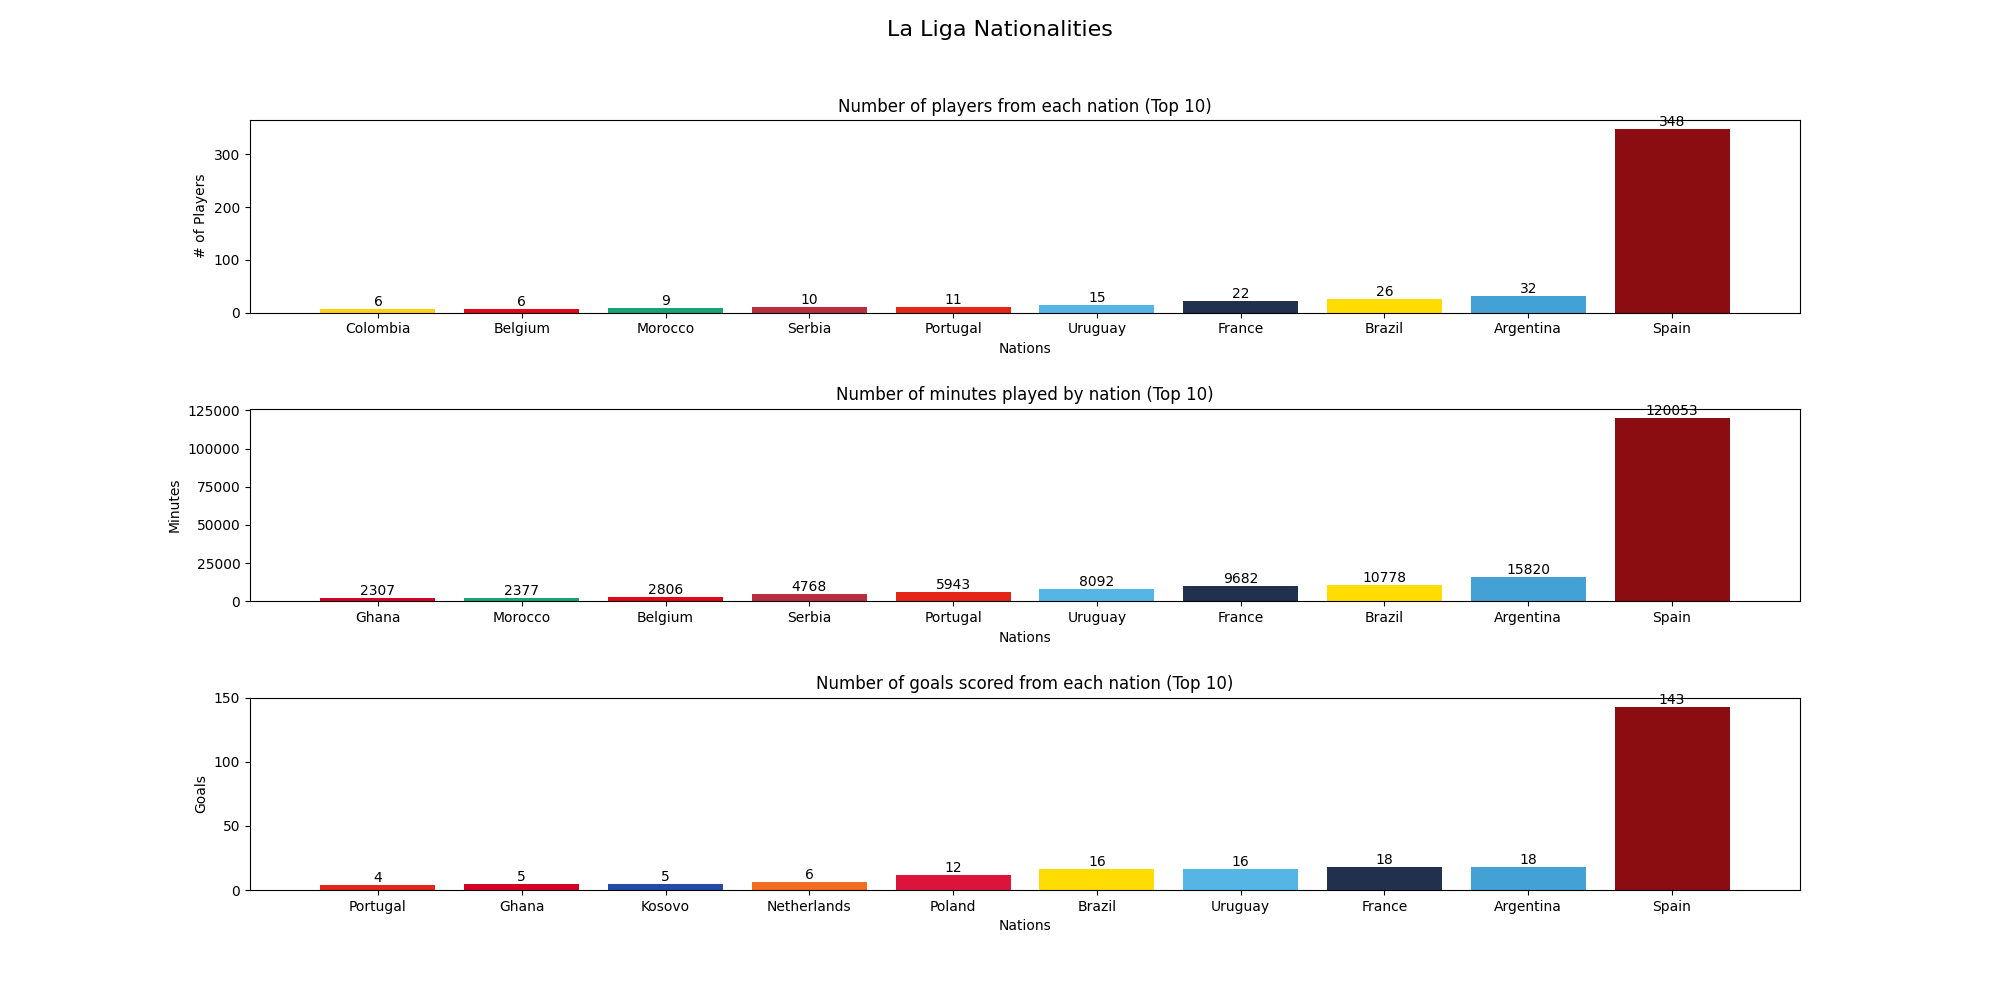 La Liga Nationalities
Number of players from each nation (Top 10)
348
300
200
100
0
# of Players
6 6 9 10 11 15 22 26 32
Colombia Belgium Morocco Serbia Portugal Uruguay France Brazil Argentina Spain
Nations
Number of minutes played by nation (Top 10)
120053
125000
100000
75000
50000
25000
0
Minutes
2307 2377 2806 4768 5943 8092 9682 10778 15820
Ghana Morocco Belgium Serbia Portugal Uruguay France Brazil Argentina Spain
Nations
Number of goals scored from each nation (Top 10)
143
150
100
50
0
Goals
4 5 5 6 12 16 16 18 18
Portugal Ghana Kosovo Netherlands Poland Brazil Uruguay France Argentina Spain
Nations